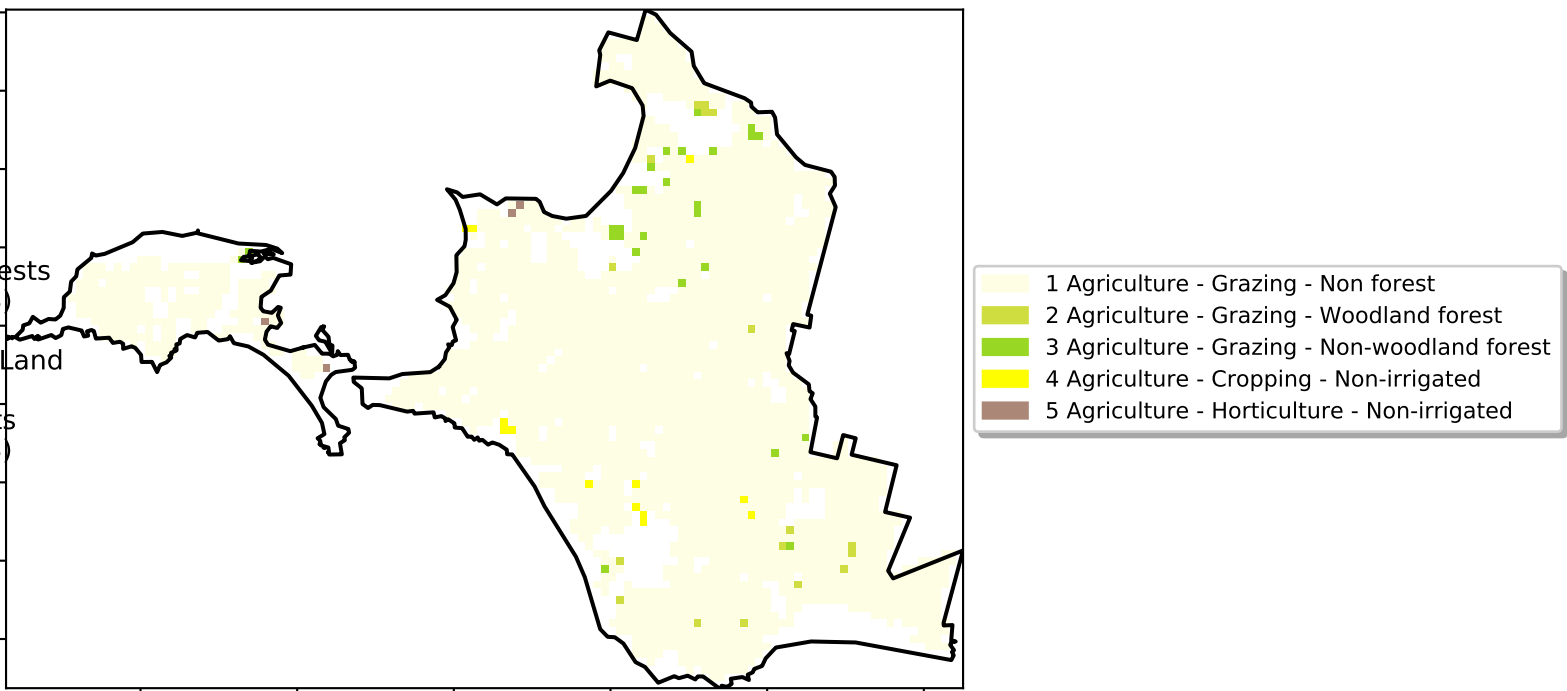 ests
)
Land
s
)
1 Agriculture - Grazing - Non forest
2 Agriculture - Grazing - Woodland forest
3 Agriculture - Grazing - Non-woodland forest
4 Agriculture - Cropping - Non-irrigated
5 Agriculture - Horticulture - Non-irrigated